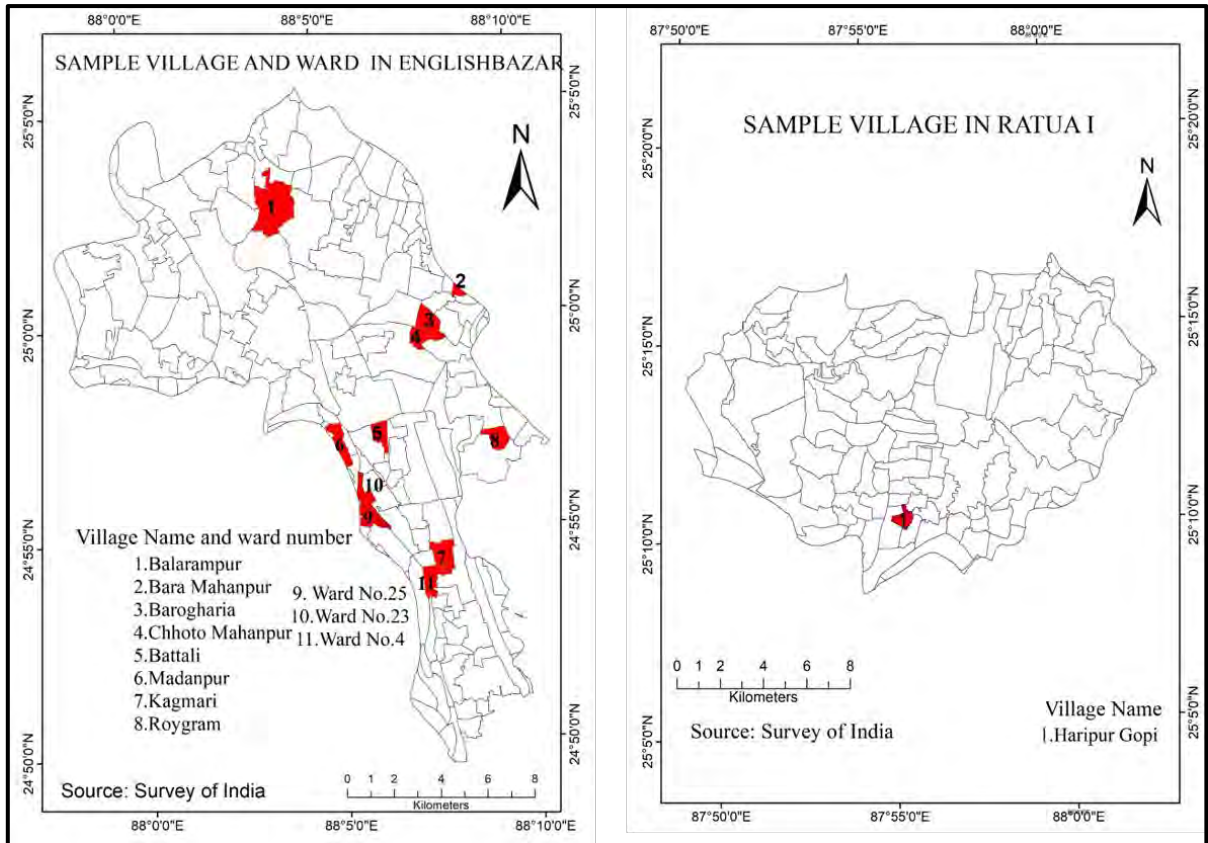 88°0'0"E 88°5'0"E 88°10'0"E
SAMPLE VILLAGE AND WARD IN ENGLISHBAZAR
25°5'0"N
25°5'0"N
N
1
2
25°0'0"N
3
4
25°0'0"N
5
6
8
10
9
24°55'0"N
Village Name and ward number
24°55'0"N
7
11
1.Balarampur
2.Bara Mahanpur
3.Barogharia
4.Chhoto Mahanpur
5.Battali
6.Madanpur
7.Kagmari
8.Roygram
9. Ward No.25
10.Ward No.23
11.Ward No.4
24°50'0"N
24°50'0"N
Source: Survey of India
0 1 2 4 6 8
Kilometers
88°0'0"E 88°5'0"E 88°10'0"E
87°50'0"E 87°55'0"E 88°0'0"E
25°20'0"N
SAMPLE VILLAGE IN RATUA I
25°20'0"N
N
25°15'0"N
25°15'0"N
1
25°10'0"N
25°10'0"N
0 1 2 4 6 8
Kilometers
Village Name
1.Haripur Gopi
25°5'0"N
Source: Survey of India
25°5'0"N
87°50'0"E 87°55'0"E 88°0'0"E